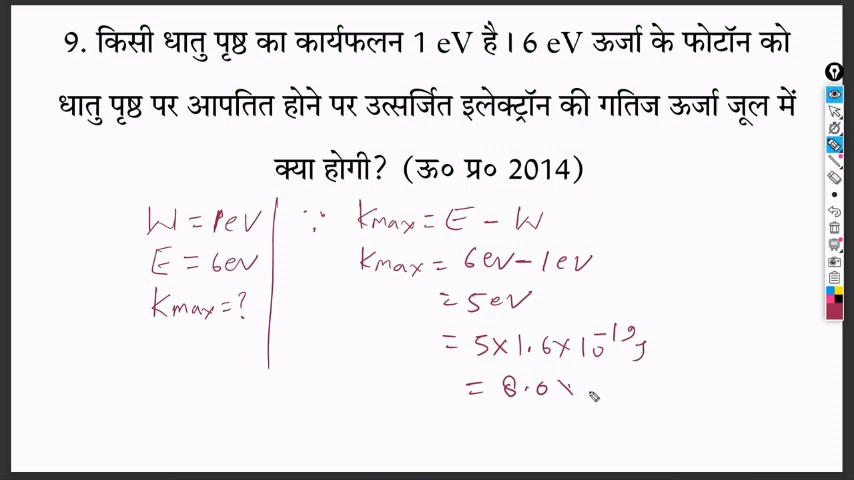 9. किसी धातु पृष्ठ का कार्यफलन 1 eV है। 6 eV ऊर्जा के फोटॉन को
धातु पृष्ठ पर आपतित होने पर उत्सर्जित इलेक्ट्रॉन की गतिज ऊर्जा जूल में
क्या होगी? (ऊ० प्र० 2014)
W = 1eV
E = 6eV
Kmax = ?
∵ Kmax = E - W
Kmax = 6eV - 1eV
= 5eV
= 5×1.6×10⁻¹⁹J
= 8.0×